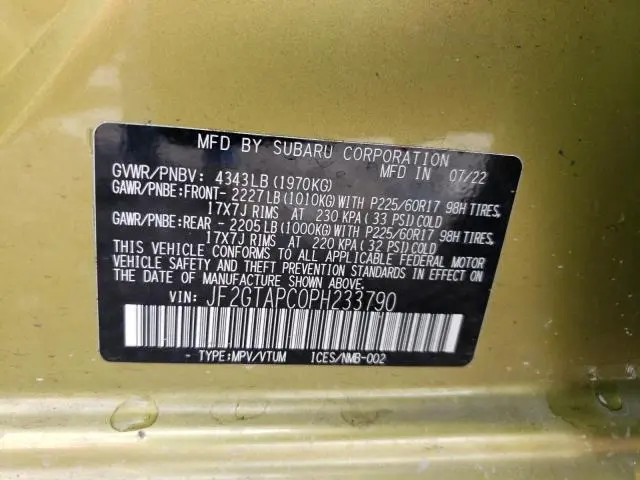 MFD BY SUBARU CORPORATION
GVWR/PNBV: 4343LB (1970KG) MFD IN 07/22
GAWR/PNBE:FRONT- 2227LB (1010KG) WITH P225/60R17 98H TIRES,
17X7J RIMS AT 230 KPA (33 PSI) COLD
GAWR/PNBE:REAR - 2205LB (1000KG) WITH P225/60R17 98H TIRES,
17X7J RIMS AT 220 KPA (32 PSI) COLD
THIS VEHICLE CONFORMS TO ALL APPLICABLE FEDERAL MOTOR
VEHICLE SAFETY AND THEFT PREVENTION STANDARDS IN EFFECT
ON THE DATE OF MANUFACTURE SHOWN ABOVE.
VIN: JF2GTAPC0PH233790
- TYPE:MPV/VTUM ICES/NMB-002 -